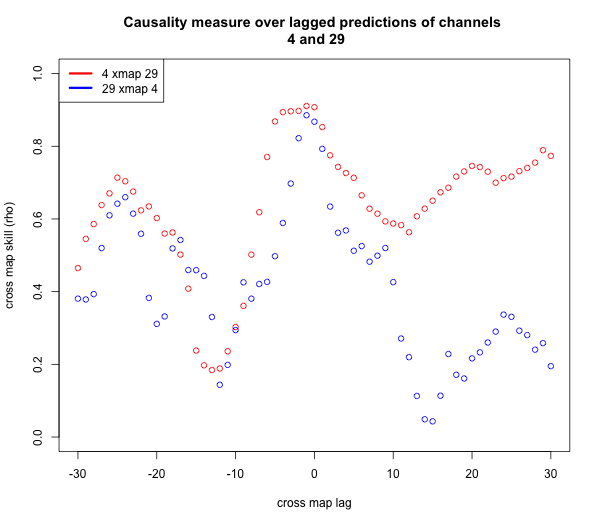 Causality measure over lagged predictions of channels
4 and 29
4 xmap 29
29 xmap 4
1.0
0.8
0.6
0.4
0.2
0.0
cross map skill (rho)
-30
-20
-10
0
10
20
30
cross map lag